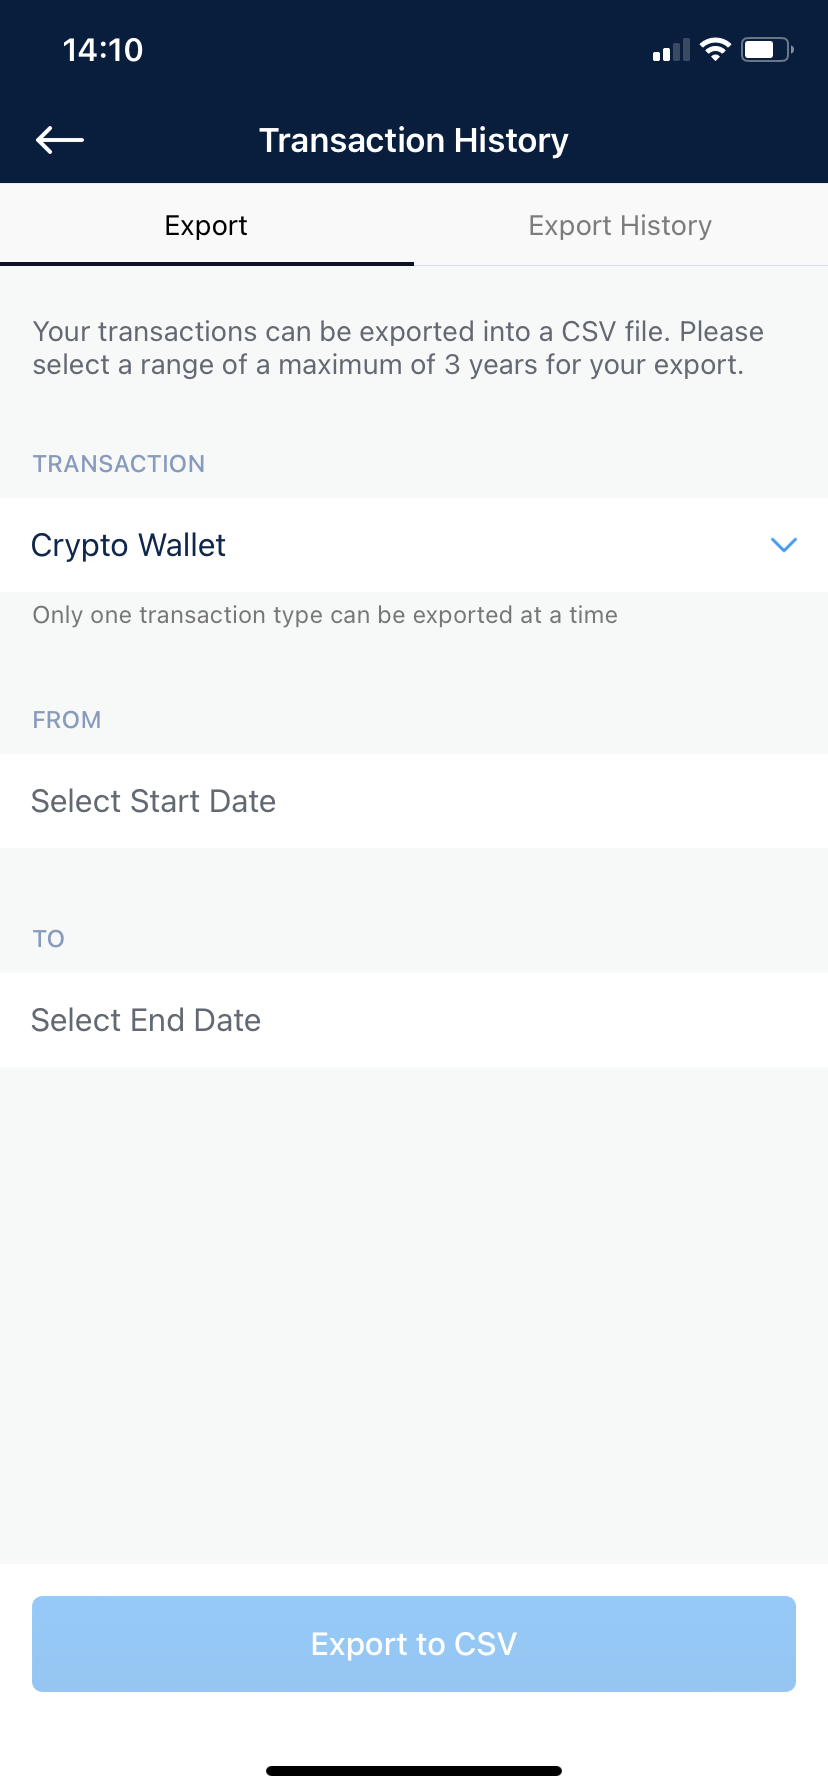 14:10
Transaction History
Export
Export History
Your transactions can be exported into a CSV file. Please
select a range of a maximum of 3 years for your export.
TRANSACTION
Crypto Wallet
Only one transaction type can be exported at a time
FROM
Select Start Date
TO
Select End Date
Export to CSV